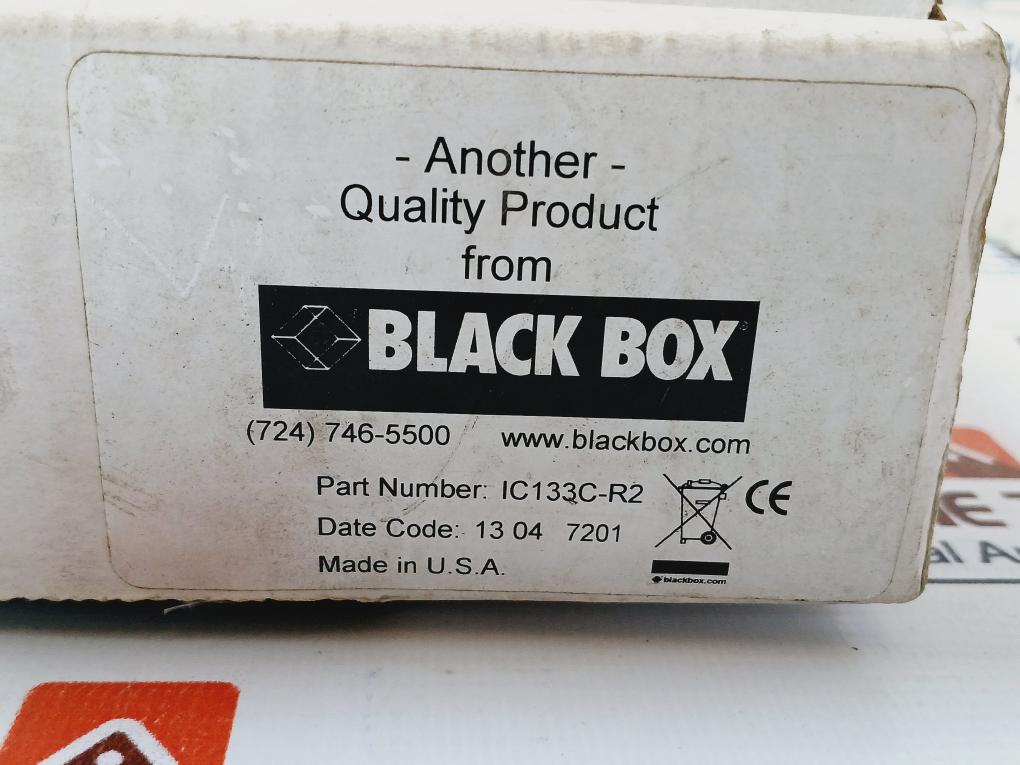 - Another -
Quality Product
from
BLACK BOX®
(724) 746-5500 www.blackbox.com
Part Number: IC133C-R2
Date Code: 13 04 7201
Made in U.S.A.
CE
blackbox.com